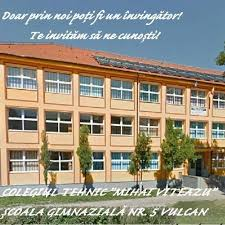 Doar prin noi poți fi un învingător!
Te invităm să ne cunoști!
COLEGIUL TEHNIC "MIHAI VITEAZU"
ȘCOALA GIMNAZIALĂ NR. 5 VULCAN